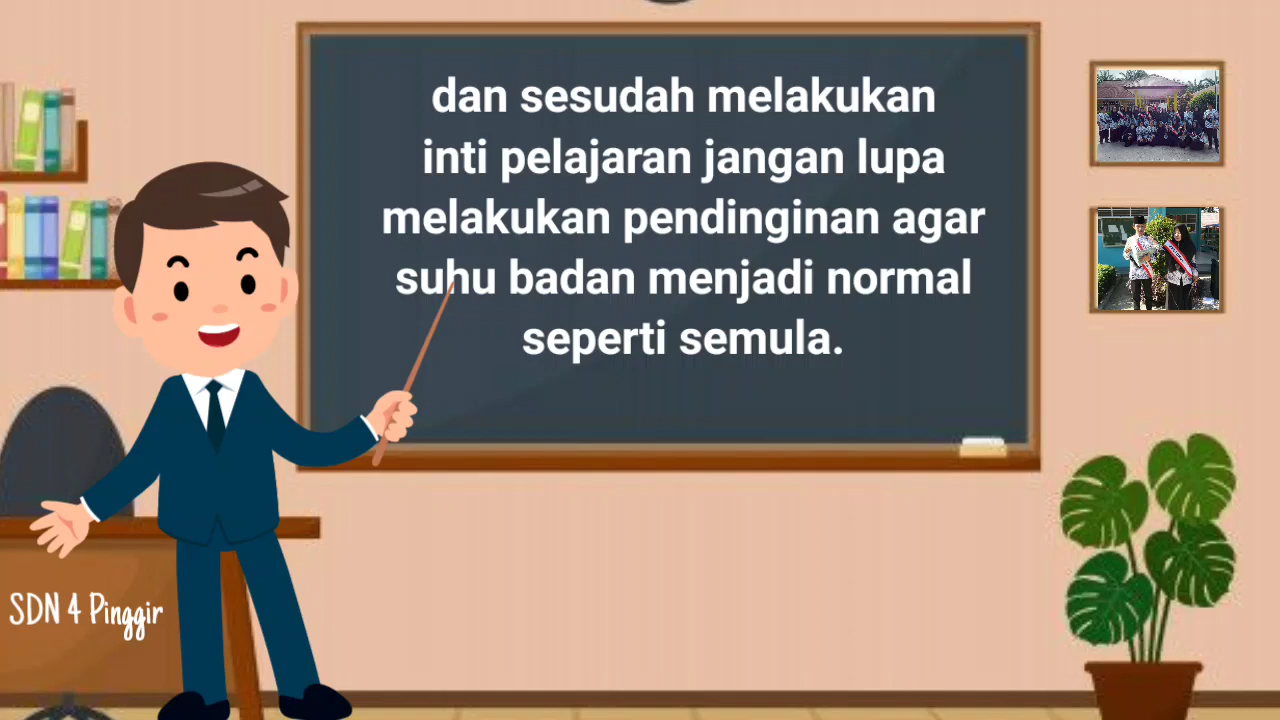 dan sesudah melakukan
inti pelajaran jangan lupa
melakukan pendinginan agar
suhu badan menjadi normal
seperti semula.
SDN 4 Pinggir